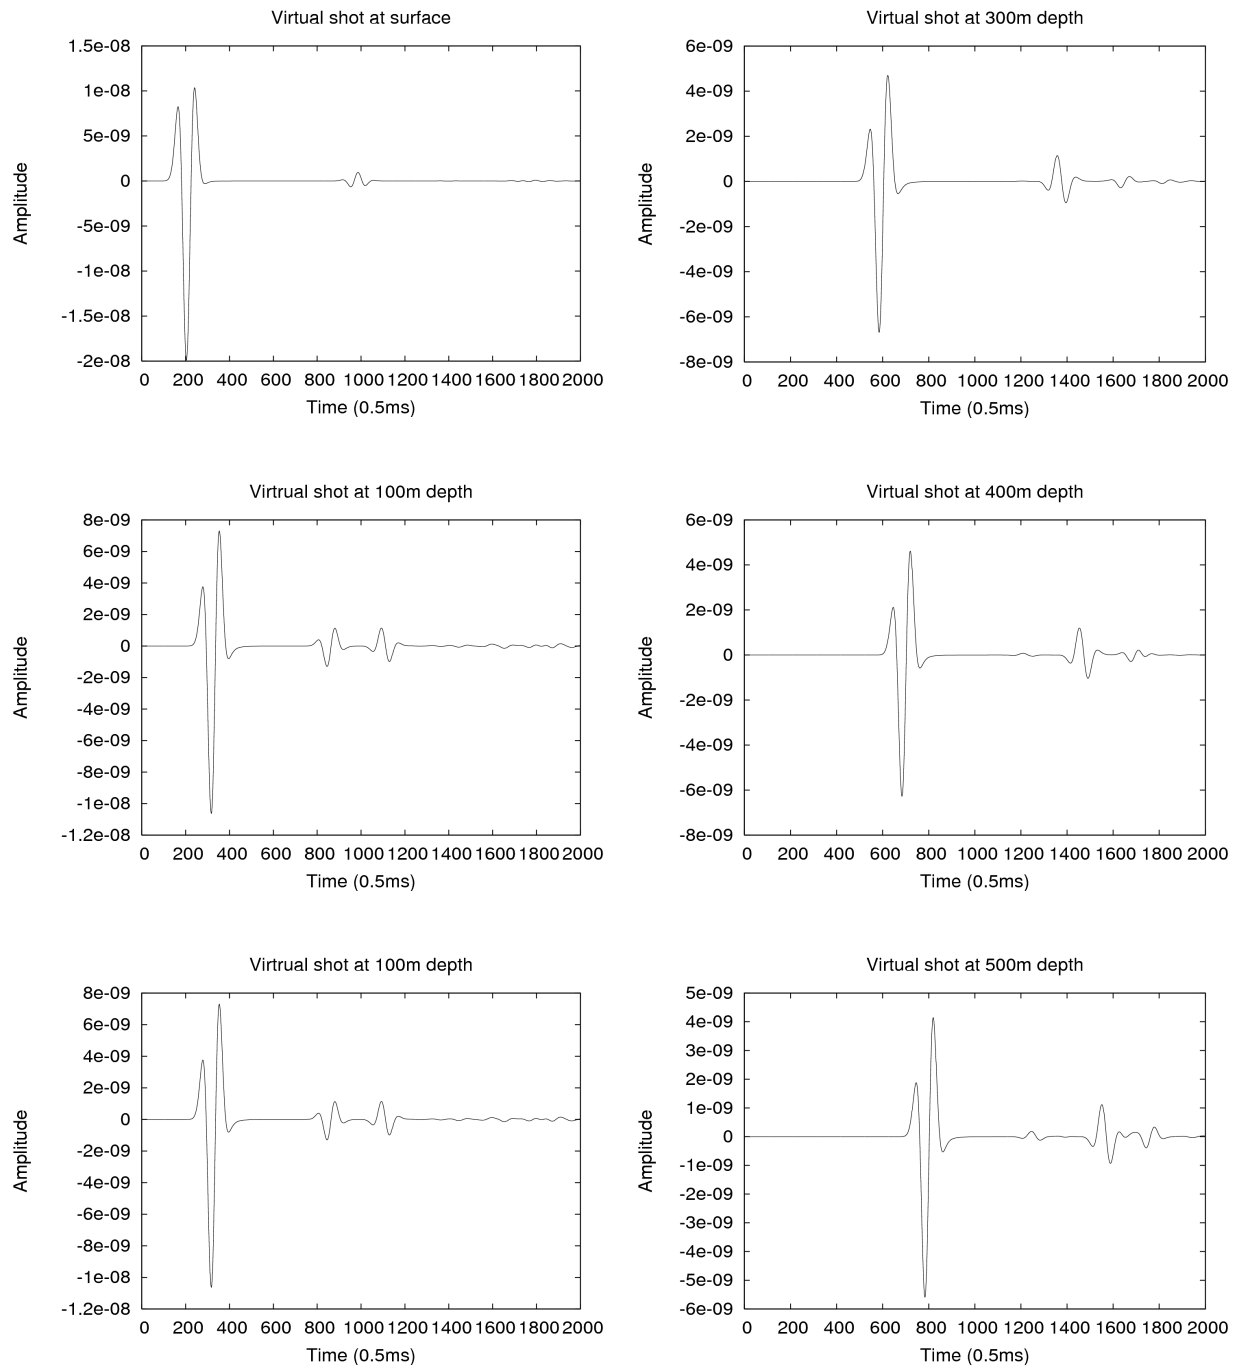 Virtual shot at surface
1.5e-08
1e-08
5e-09
0
-5e-09
-1e-08
-1.5e-08
-2e-08
Amplitude
0 200 400 600 800 1000 1200 1400 1600 1800 2000
Time (0.5ms)
Virtual shot at 300m depth
6e-09
4e-09
2e-09
0
-2e-09
-4e-09
-6e-09
-8e-09
Amplitude
0 200 400 600 800 1000 1200 1400 1600 1800 2000
Time (0.5ms)
Virtrual shot at 100m depth
8e-09
6e-09
4e-09
2e-09
0
-2e-09
-4e-09
-6e-09
-8e-09
-1e-08
-1.2e-08
Amplitude
0 200 400 600 800 1000 1200 1400 1600 1800 2000
Time (0.5ms)
Virtual shot at 400m depth
6e-09
4e-09
2e-09
0
-2e-09
-4e-09
-6e-09
-8e-09
Amplitude
0 200 400 600 800 1000 1200 1400 1600 1800 2000
Time (0.5ms)
Virtrual shot at 100m depth
8e-09
6e-09
4e-09
2e-09
0
-2e-09
-4e-09
-6e-09
-8e-09
-1e-08
-1.2e-08
Amplitude
0 200 400 600 800 1000 1200 1400 1600 1800 2000
Time (0.5ms)
Virtual shot at 500m depth
5e-09
4e-09
3e-09
2e-09
1e-09
0
-1e-09
-2e-09
-3e-09
-4e-09
-5e-09
-6e-09
Amplitude
0 200 400 600 800 1000 1200 1400 1600 1800 2000
Time (0.5ms)